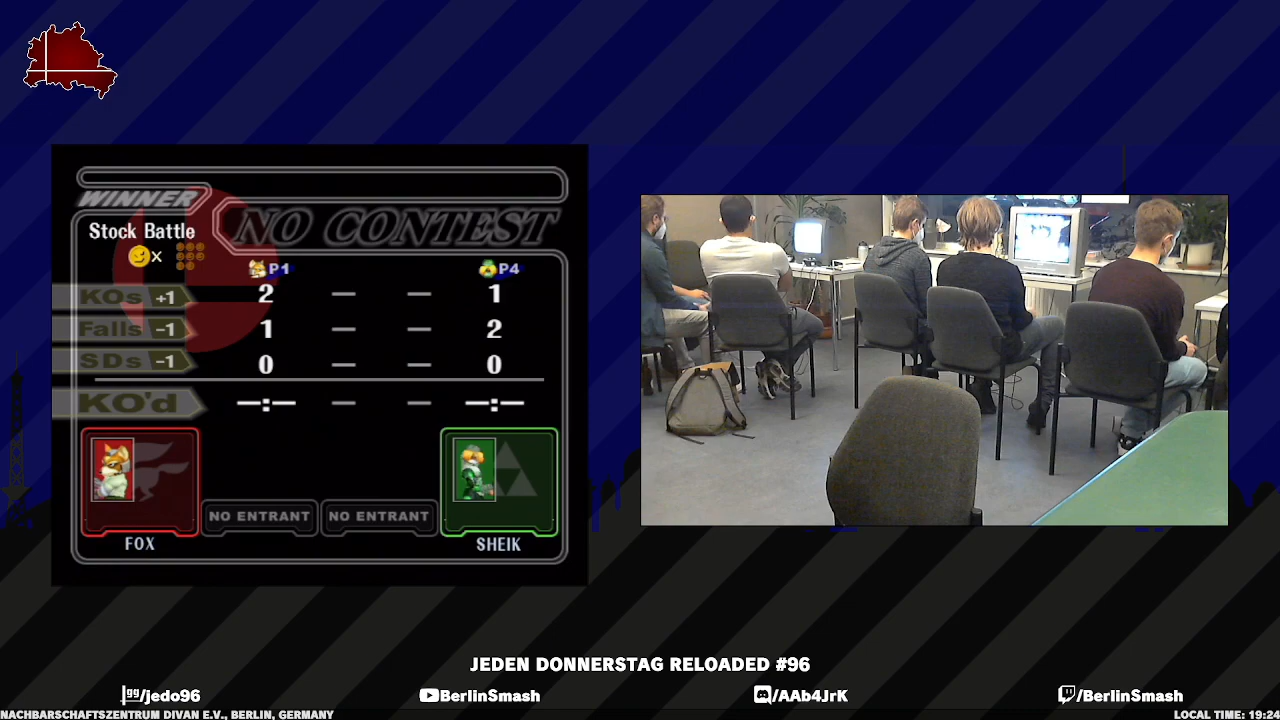 WINNER
NO CONTEST
Stock Battle
×
P1
P4
KOs +1 2 — — 1
Falls -1 1 — — 2
SDs -1 0 — — 0
KO'd —:— — — —:—
NO ENTRANT
NO ENTRANT
FOX
SHEIK
JEDEN DONNERSTAG RELOADED #96
gg/jedo96
BerlinSmash
/AAb4JrK
/BerlinSmash
NACHBARSCHAFTSZENTRUM DIVAN E.V., BERLIN, GERMANY
LOCAL TIME: 19:24